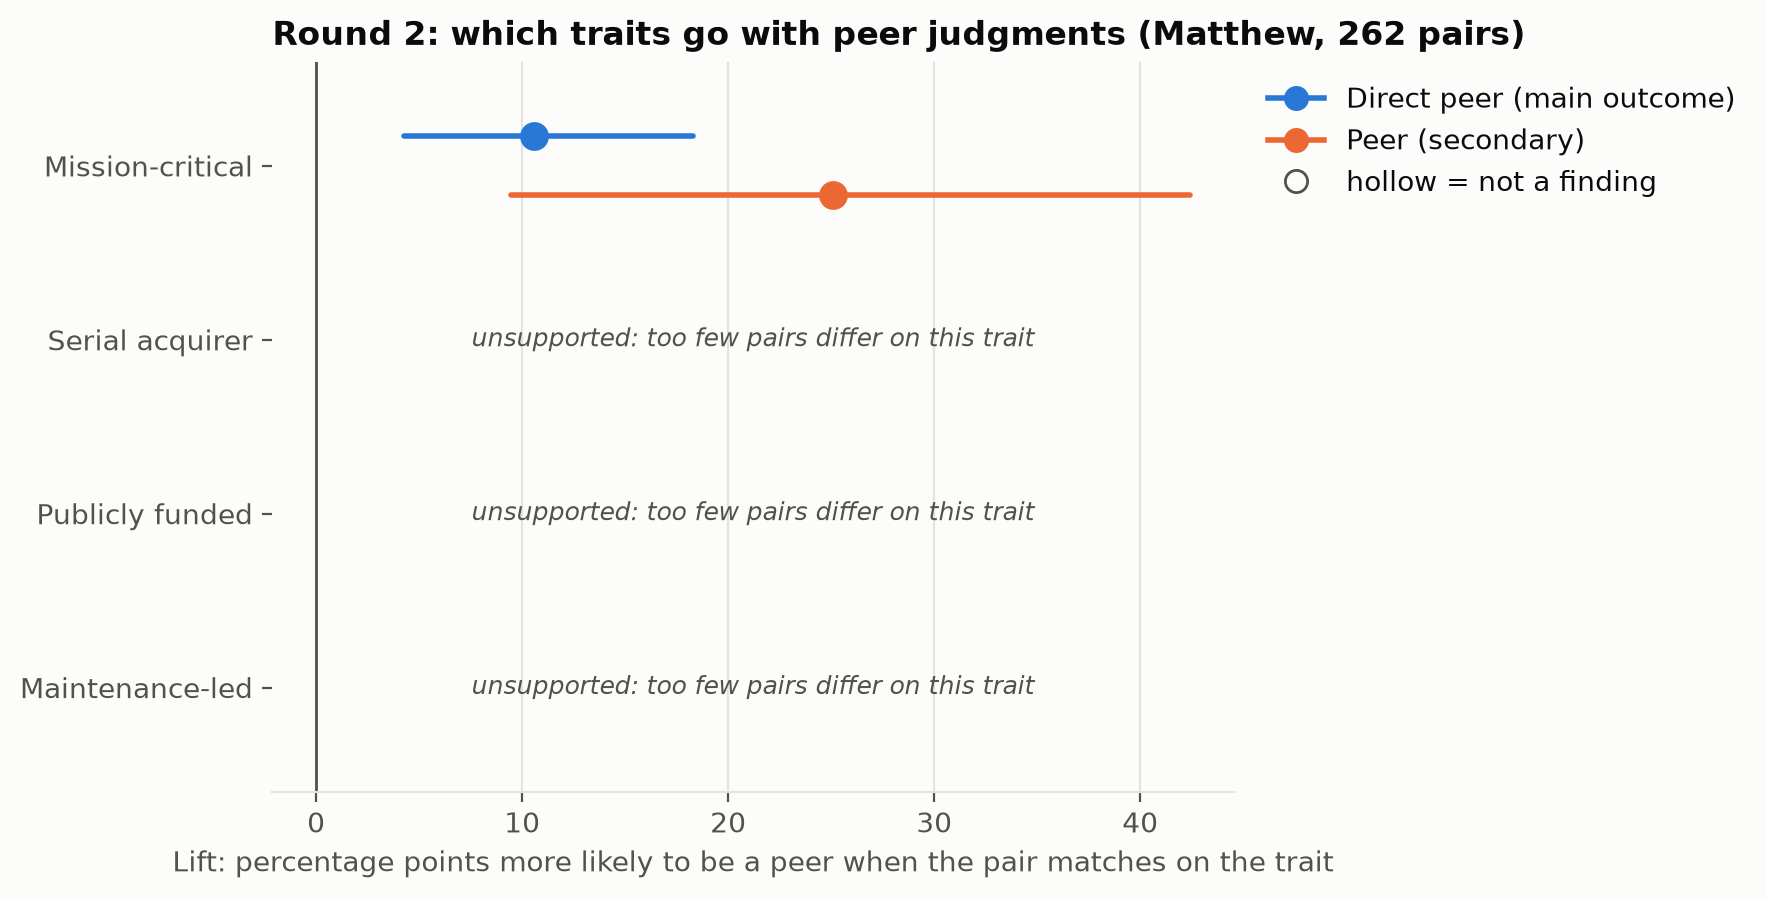 Round 2: which traits go with peer judgments (Matthew, 262 pairs)
Direct peer (main outcome)
Peer (secondary)
hollow = not a finding
Mission-critical
Serial acquirer
unsupported: too few pairs differ on this trait
Publicly funded
unsupported: too few pairs differ on this trait
Maintenance-led
unsupported: too few pairs differ on this trait
0 10 20 30 40
Lift: percentage points more likely to be a peer when the pair matches on the trait